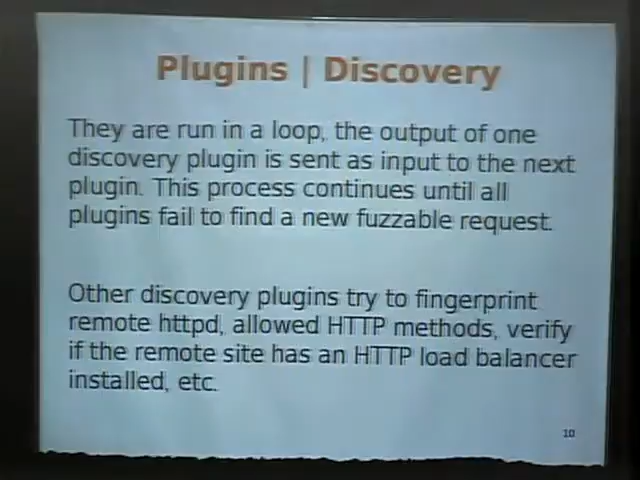 Plugins | Discovery
They are run in a loop, the output of one
discovery plugin is sent as input to the next
plugin. This process continues until all
plugins fail to find a new fuzzable request.
Other discovery plugins try to fingerprint
remote httpd, allowed HTTP methods, verify
if the remote site has an HTTP load balancer
installed, etc.
10